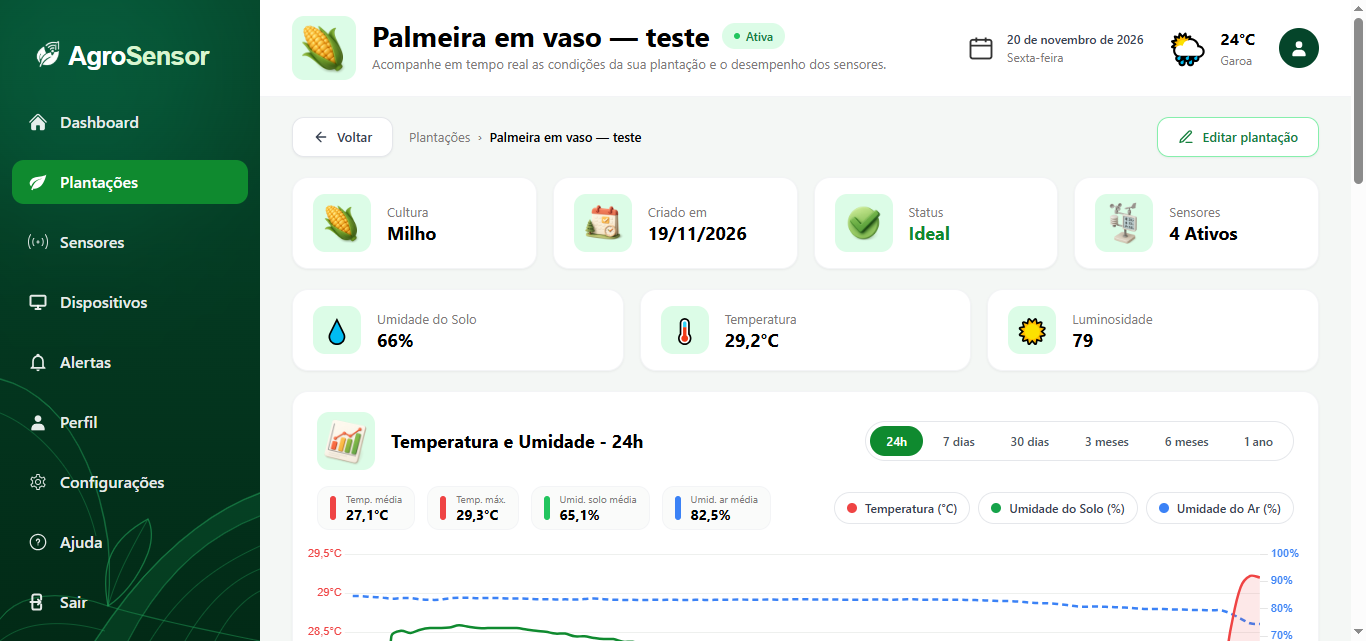 AgroSensor
Dashboard
Plantações
Sensores
Dispositivos
Alertas
Perfil
Configurações
Ajuda
Sair
Palmeira em vaso — teste
Ativa
Acompanhe em tempo real as condições da sua plantação e o desempenho dos sensores.
20 de novembro de 2026
Sexta-feira
24°C
Garoa
Voltar
Plantações › Palmeira em vaso — teste
Editar plantação
Cultura
Milho
Criado em
19/11/2026
Status
Ideal
Sensores
4 Ativos
Umidade do Solo
66%
Temperatura
29,2°C
Luminosidade
79
Temperatura e Umidade - 24h
24h
7 dias
30 dias
3 meses
6 meses
1 ano
Temp. média
27,1°C
Temp. máx.
29,3°C
Umid. solo média
65,1%
Umid. ar média
82,5%
Temperatura (°C)
Umidade do Solo (%)
Umidade do Ar (%)
29,5°C
29°C
28,5°C
100%
90%
80%
70%